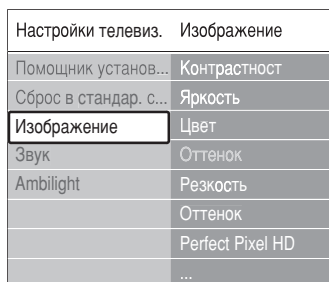 Настройки телевиз. Изображение
Помощник установ... Контрастност
Сброс в стандар. с... Яркость
Изображение Цвет
Звук Оттенок
Ambilight Резкость
Оттенок
Perfect Pixel HD
...